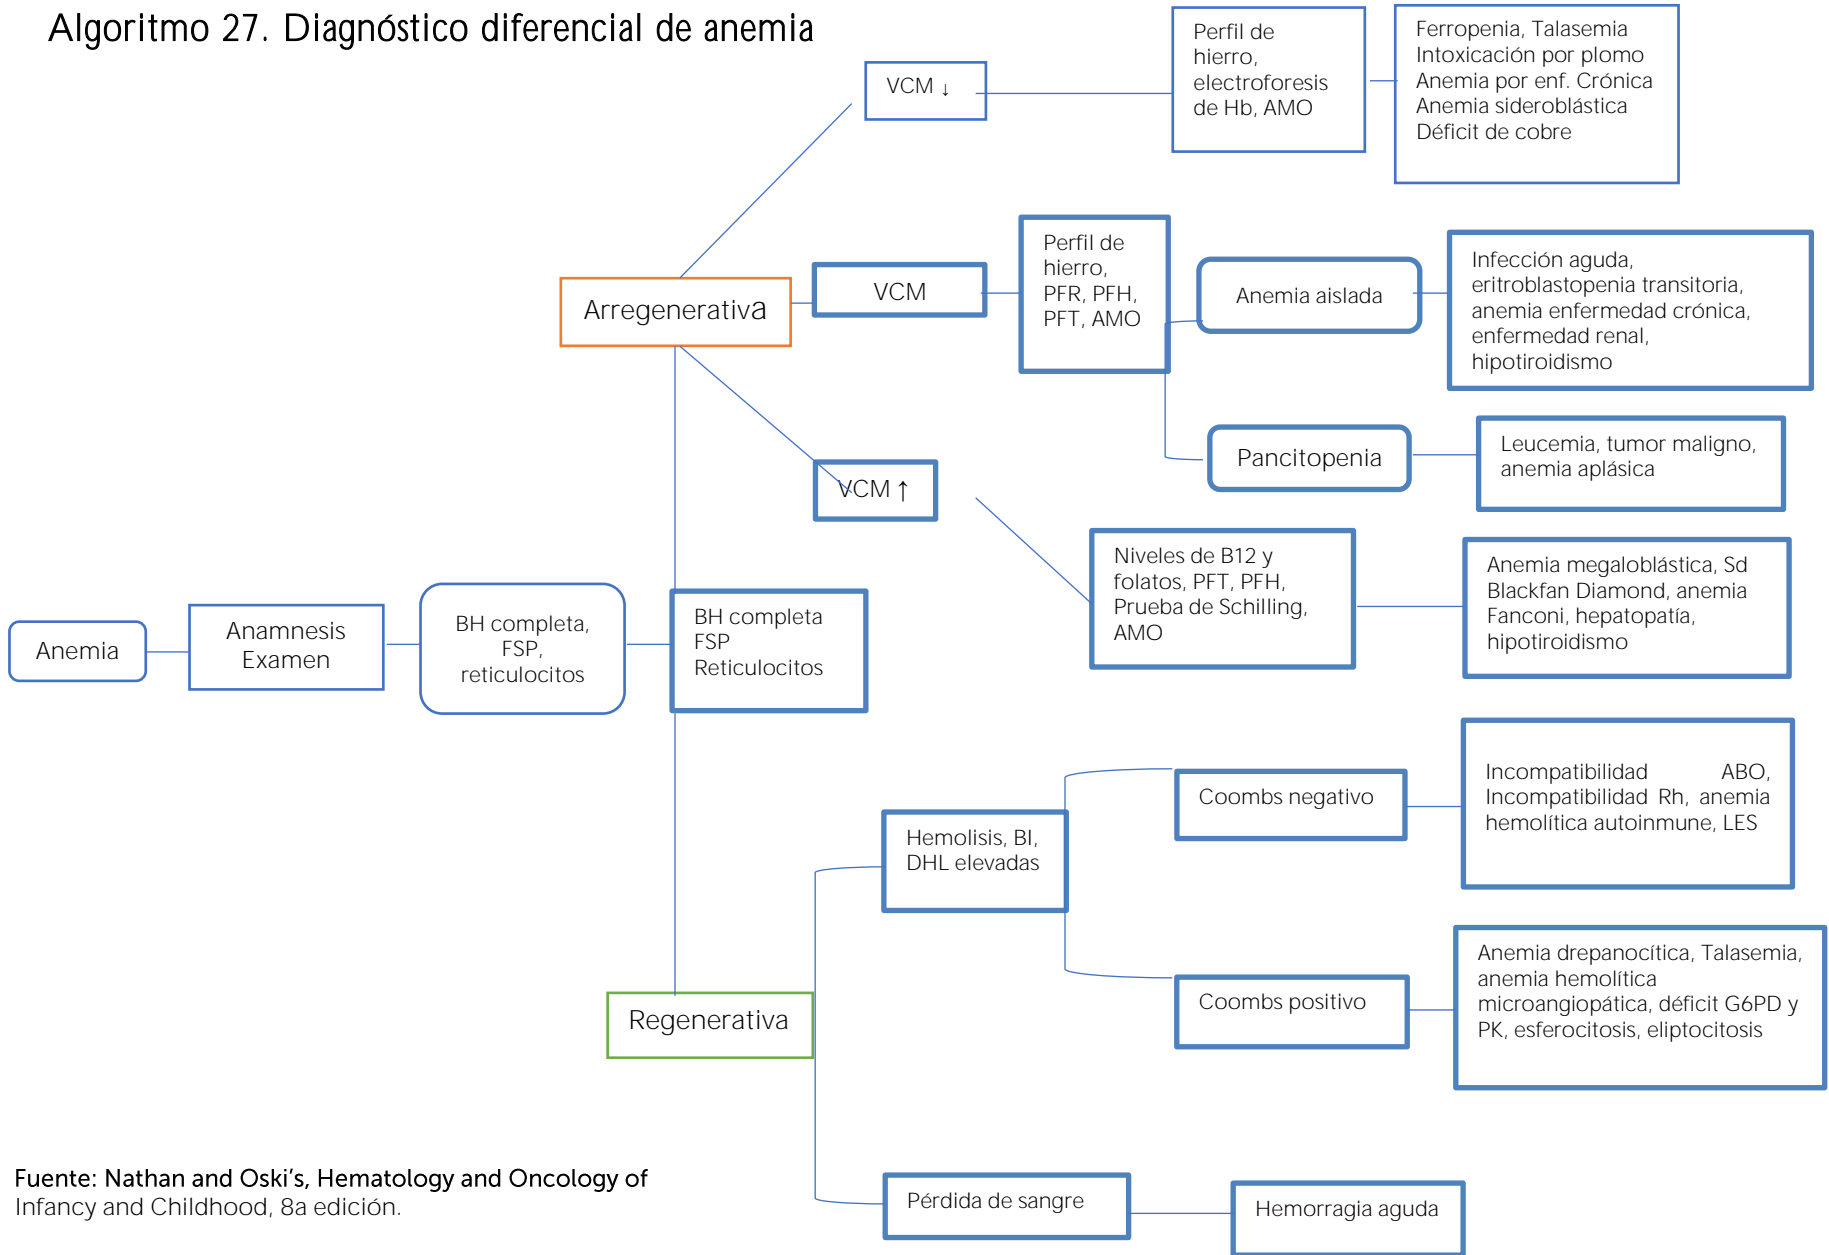 Algoritmo 27. Diagnóstico diferencial de anemia
VCM ↓
Perfil de
hierro,
electroforesis
de Hb, AMO
Ferropenia, Talasemia
Intoxicación por plomo
Anemia por enf. Crónica
Anemia sideroblástica
Déficit de cobre
Arregenerativa
VCM
Perfil de
hierro,
PFR, PFH,
PFT, AMO
Anemia aislada
Infección aguda,
eritroblastopenia transitoria,
anemia enfermedad crónica,
enfermedad renal,
hipotiroidismo
Pancitopenia
Leucemia, tumor maligno,
anemia aplásica
VCM ↑
Niveles de B12 y
folatos, PFT, PFH,
Prueba de Schilling,
AMO
Anemia megaloblástica, Sd
Blackfan Diamond, anemia
Fanconi, hepatopatía,
hipotiroidismo
Anemia
Anamnesis
Examen
BH completa,
FSP,
reticulocitos
BH completa
FSP
Reticulocitos
Regenerativa
Hemolisis, BI,
DHL elevadas
Coombs negativo
Incompatibilidad ABO,
Incompatibilidad Rh, anemia
hemolítica autoinmune, LES
Coombs positivo
Anemia drepanocítica, Talasemia,
anemia hemolítica
microangiopática, déficit G6PD y
PK, esferocitosis, eliptocitosis
Pérdida de sangre
Hemorragia aguda
Fuente: Nathan and Oski's, Hematology and Oncology of
Infancy and Childhood, 8a edición.